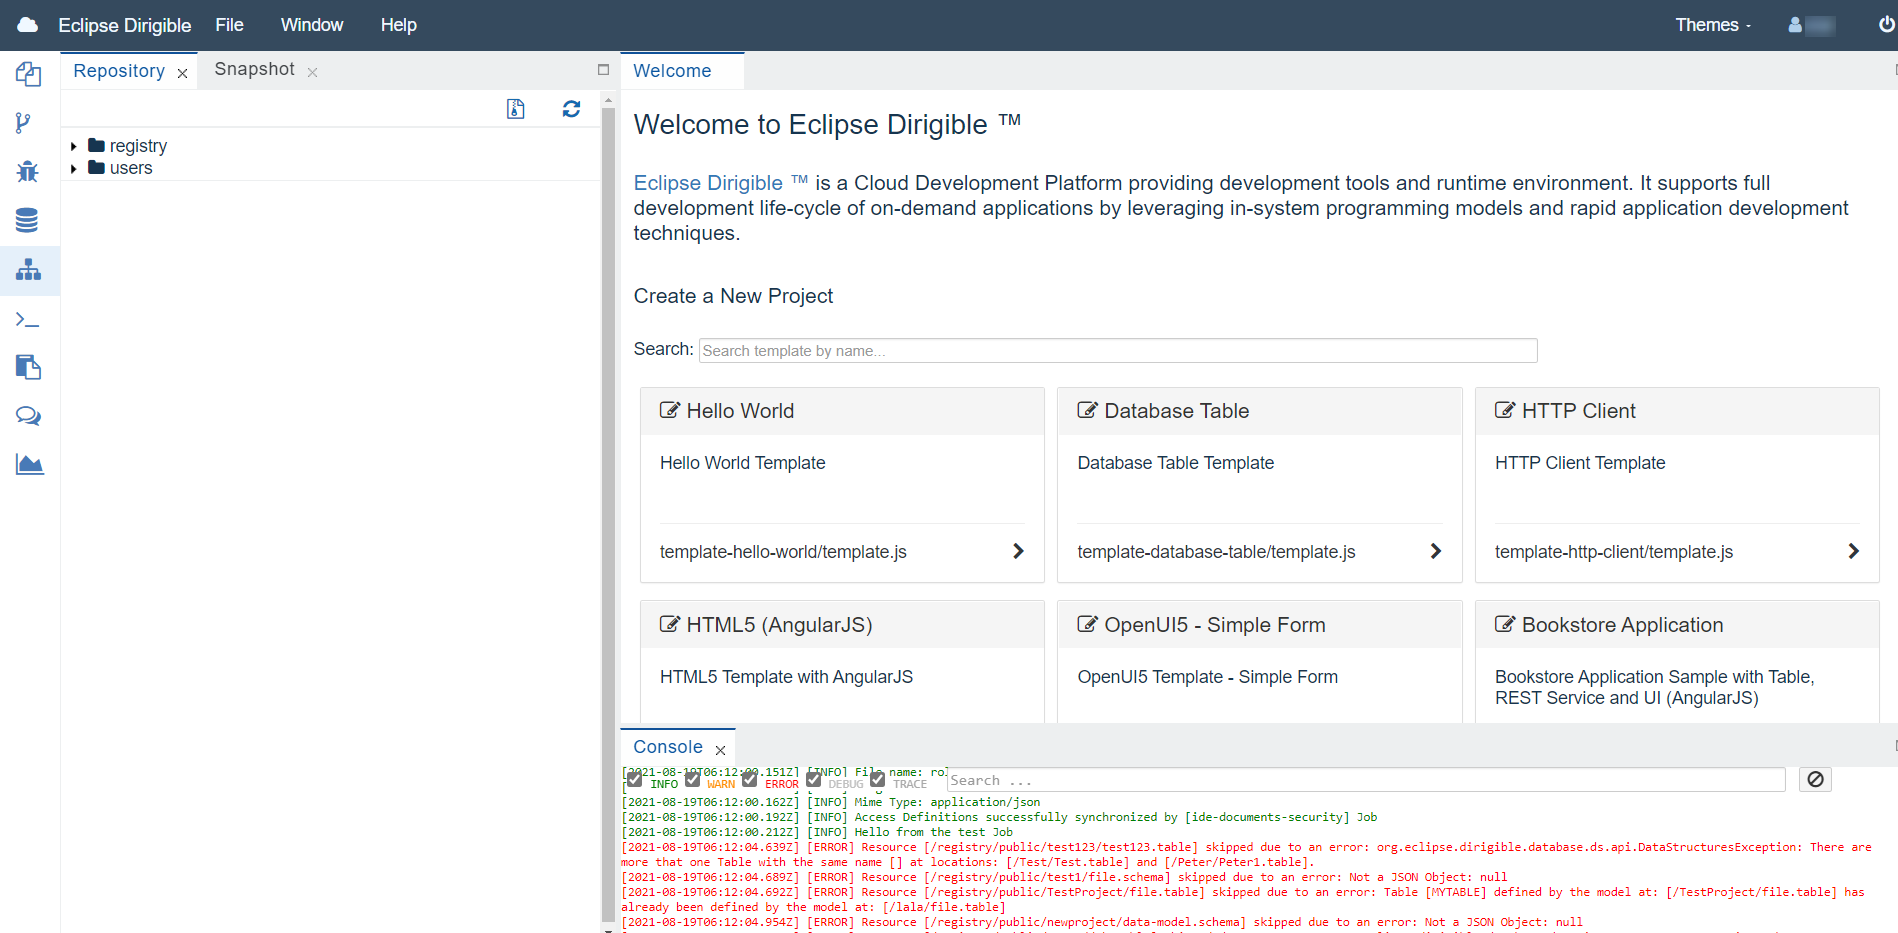 Eclipse Dirigible File Window Help Themes
Repository Snapshot Welcome
registry
users
Welcome to Eclipse Dirigible ™
Eclipse Dirigible ™ is a Cloud Development Platform providing development tools and runtime environment. It supports full
development life-cycle of on-demand applications by leveraging in-system programming models and rapid application development
techniques.
Create a New Project
Search: Search template by name...
Hello World
Hello World Template
template-hello-world/template.js
Database Table
Database Table Template
template-database-table/template.js
HTTP Client
HTTP Client Template
template-http-client/template.js
HTML5 (AngularJS)
HTML5 Template with AngularJS
OpenUI5 - Simple Form
OpenUI5 Template - Simple Form
Bookstore Application
Bookstore Application Sample with Table,
REST Service and UI (AngularJS)
Console
[2021-08-19T06:12:00.151Z] [INFO] File name:
INFO WARN ERROR DEBUG TRACE Search ...
[2021-08-19T06:12:00.162Z] [INFO] Mime Type: application/json
[2021-08-19T06:12:00.192Z] [INFO] Access Definitions successfully synchronized by [ide-documents-security] Job
[2021-08-19T06:12:00.212Z] [INFO] Hello from the test Job
[2021-08-19T06:12:04.639Z] [ERROR] Resource [/registry/public/test123/test123.table] skipped due to an error: org.eclipse.dirigible.database.ds.api.DataStructuresException: There are
more that one Table with the same name [] at locations: [/Test/Test.table] and [/Peter/Peter1.table].
[2021-08-19T06:12:04.689Z] [ERROR] Resource [/registry/public/test1/file.schema] skipped due to an error: Not a JSON Object: null
[2021-08-19T06:12:04.692Z] [ERROR] Resource [/registry/public/TestProject/file.table] skipped due to an error: Table [MYTABLE] defined by the model at: [/TestProject/file.table] has
already been defined by the model at: [/lala/file.table]
[2021-08-19T06:12:04.954Z] [ERROR] Resource [/registry/public/newproject/data-model.schema] skipped due to an error: Not a JSON Object: null